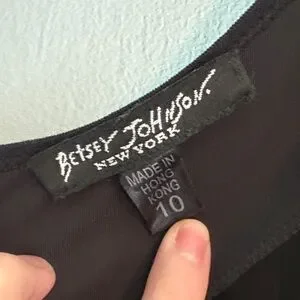 BETSEY JOHNSON.
NEW YORK
MADE IN
HONG
KONG
10